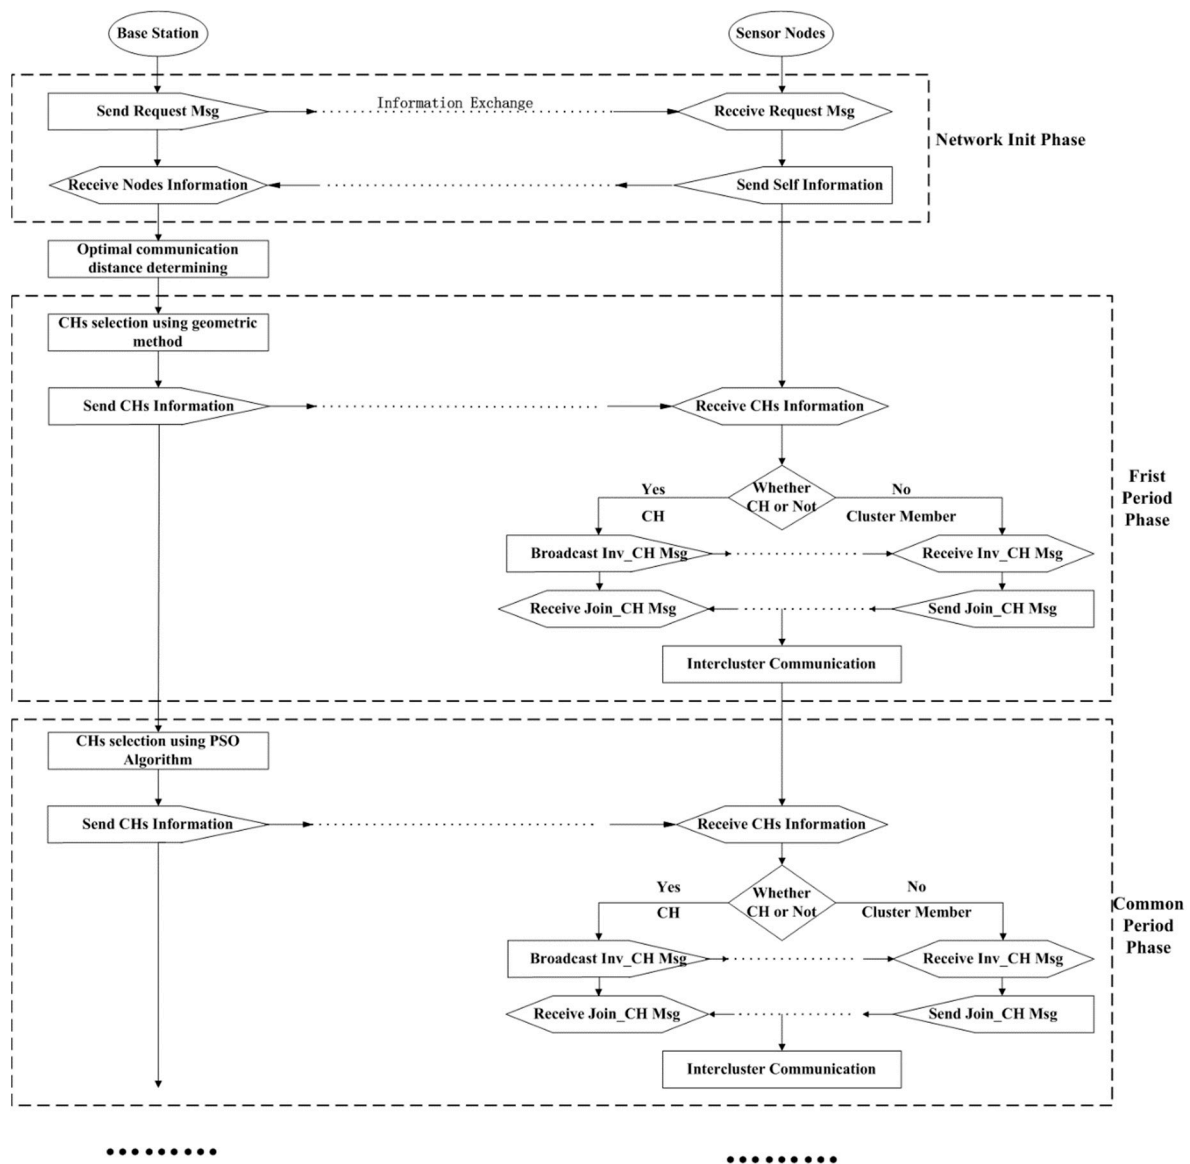 Base Station
Sensor Nodes
Send Request Msg
Information Exchange
Receive Request Msg
Network Init Phase
Receive Nodes Information
Send Self Information
Optimal communication
distance determining
CHs selection using geometric
method
Send CHs Information
Receive CHs Information
Frist
Period
Phase
Whether
CH or Not
Yes
CH
No
Cluster Member
Broadcast Inv_CH Msg
Receive Inv_CH Msg
Receive Join_CH Msg
Send Join_CH Msg
Intercluster Communication
CHs selection using PSO
Algorithm
Send CHs Information
Receive CHs Information
Common
Period
Phase
Whether
CH or Not
Yes
CH
No
Cluster Member
Broadcast Inv_CH Msg
Receive Inv_CH Msg
Receive Join_CH Msg
Send Join_CH Msg
Intercluster Communication